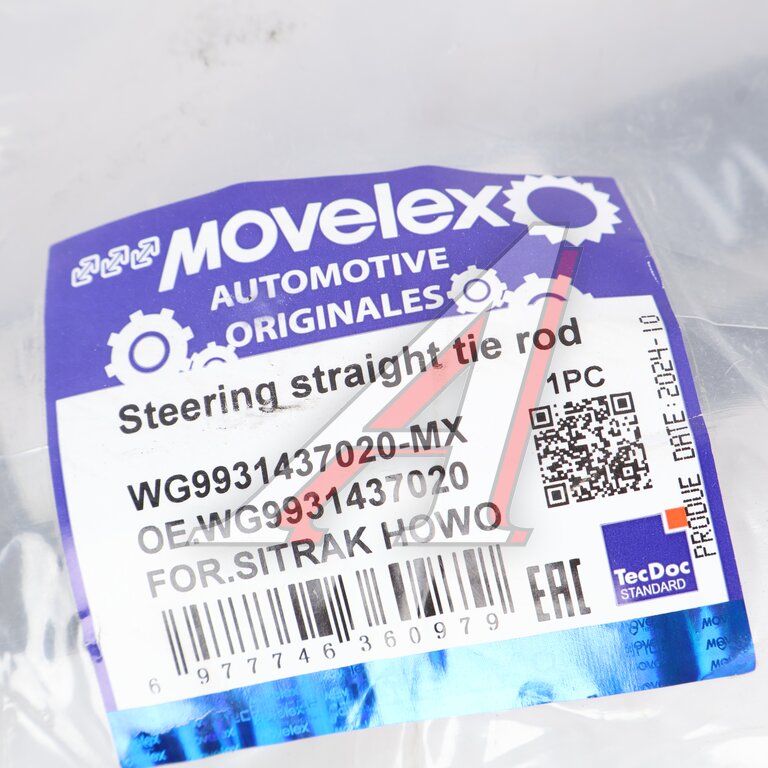 Movelex
AUTOMOTIVE
ORIGINALES
Steering straight tie rod
1PC
WG9931437020-MX
OE.WG9931437020
FOR.SITRAK HOWO
6 977746 360979
EAC
TecDoc
STANDARD
PRODUE DATE:2024-10